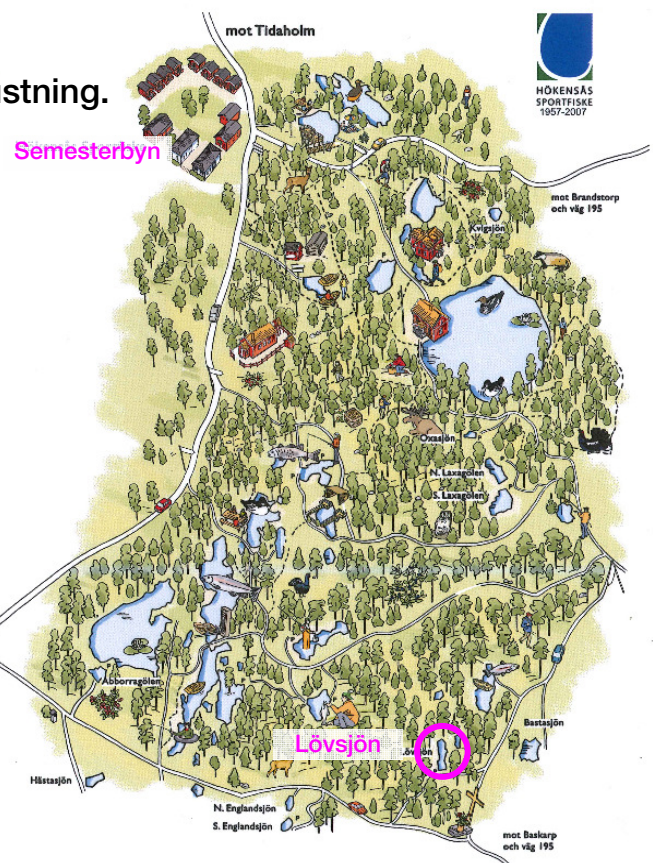 mot Tidaholm
HÖKENSÅS
SPORTFISKE
1957-2007
stning.
Semesterbyn
mot Brandstorp
och väg 195
Kvigsjön
Oxasjön
N. Laxagölen
S. Laxagölen
Abborragölen
Bastasjön
Lövsjön
Hästasjön
N. Englandsjön
S. Englandsjön
P
mot Baskarp
och väg 195